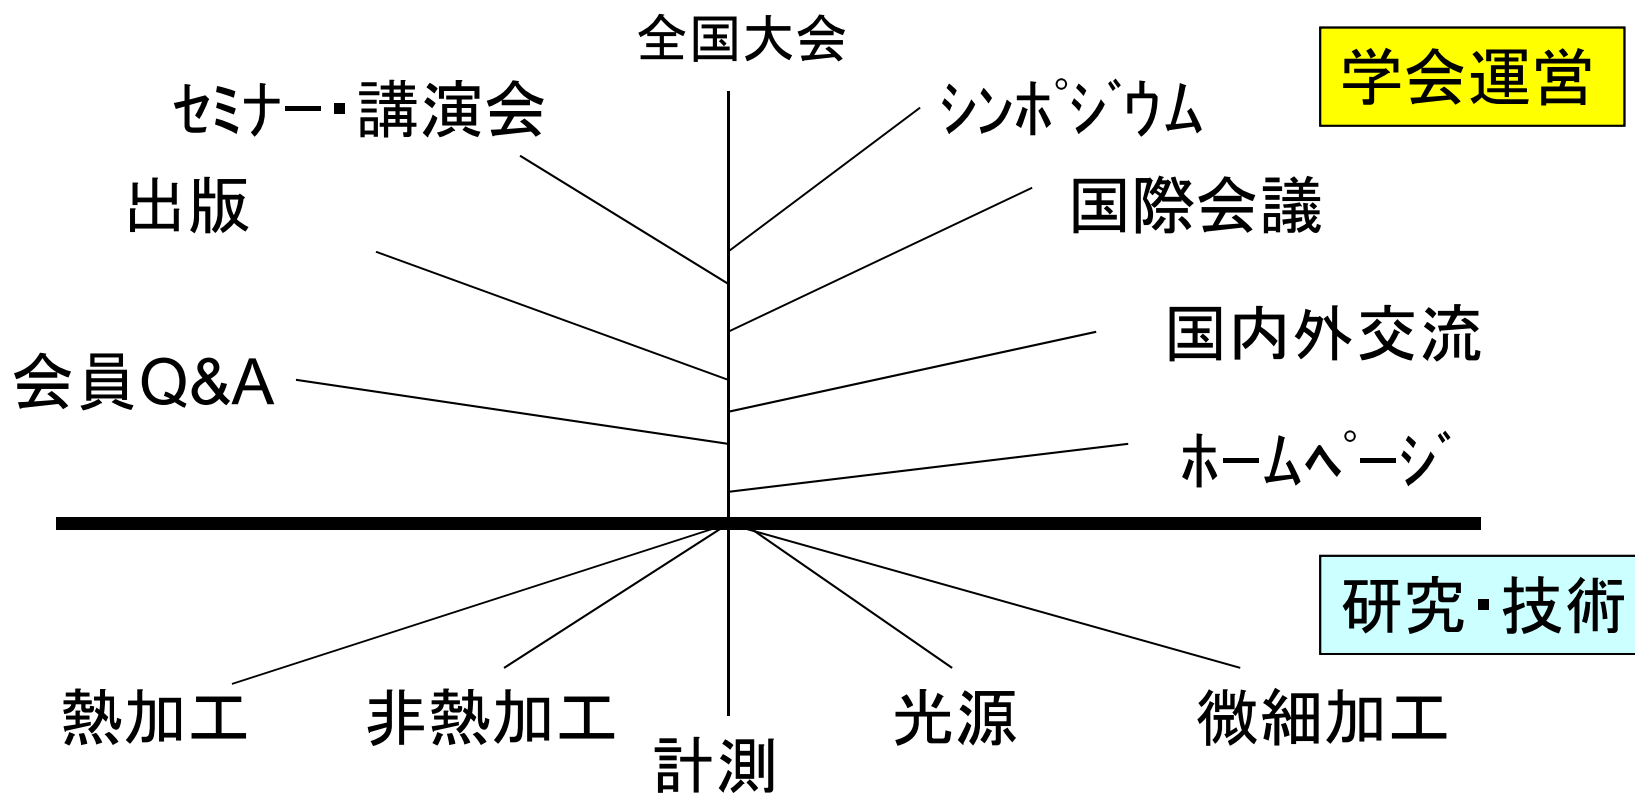 全国大会
学会運営
ｾﾐﾅｰ・講演会
ｼﾝﾎﾟｼﾞｳﾑ
出版
国際会議
国内外交流
会員Q&A
ﾎｰﾑﾍﾟｰｼﾞ
研究・技術
熱加工
非熱加工
光源
微細加工
計測